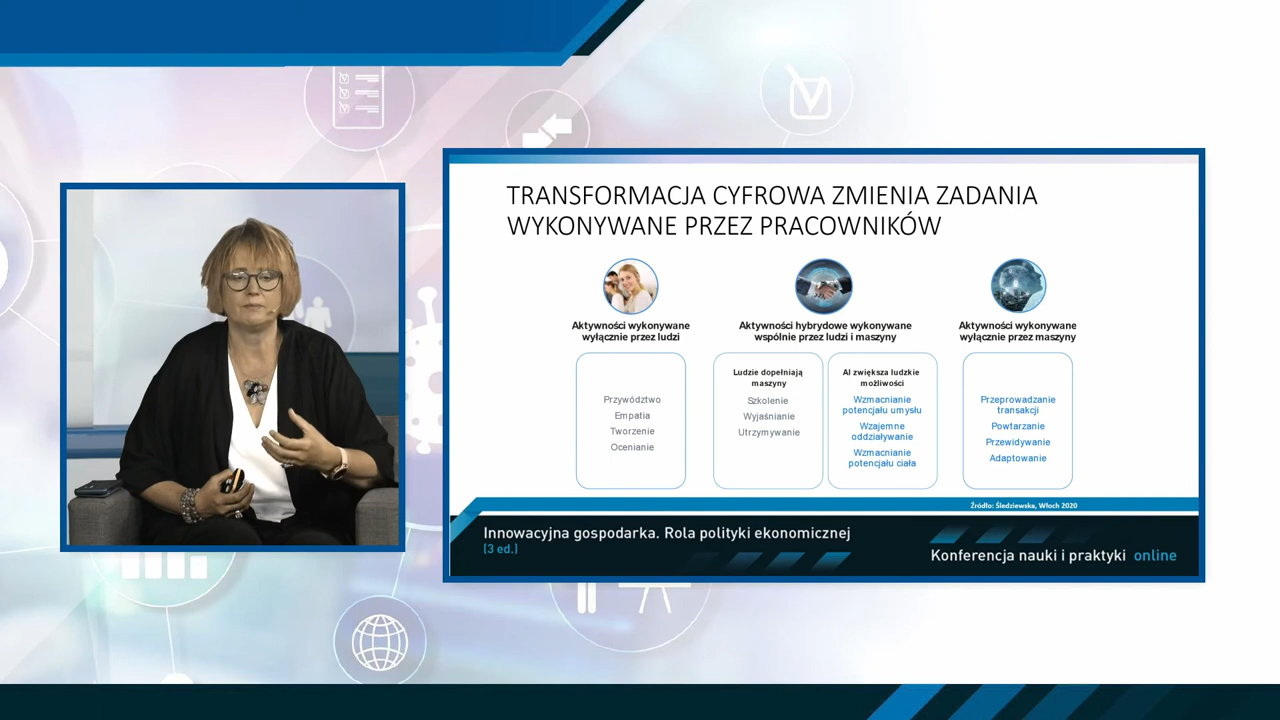 TRANSFORMACJA CYFROWA ZMIENIA ZADANIA
WYKONYWANE PRZEZ PRACOWNIKÓW
Aktywności wykonywane
wyłącznie przez ludzi
Przywództwo
Empatia
Tworzenie
Ocenianie
Aktywności hybrydowe wykonywane
wspólnie przez ludzi i maszyny
Ludzie dopełniają
maszyny
Szkolenie
Wyjaśnianie
Utrzymywanie
AI zwiększa ludzkie
możliwości
Wzmacnianie
potencjału umysłu
Wzajemne
oddziaływanie
Wzmacnianie
potencjału ciała
Aktywności wykonywane
wyłącznie przez maszyny
Przeprowadzanie
transakcji
Powtarzanie
Przewidywanie
Adaptowanie
Źródło: Śledziewska, Włoch 2020
Innowacyjna gospodarka. Rola polityki ekonomicznej
(3 ed.)
Konferencja nauki i praktyki online